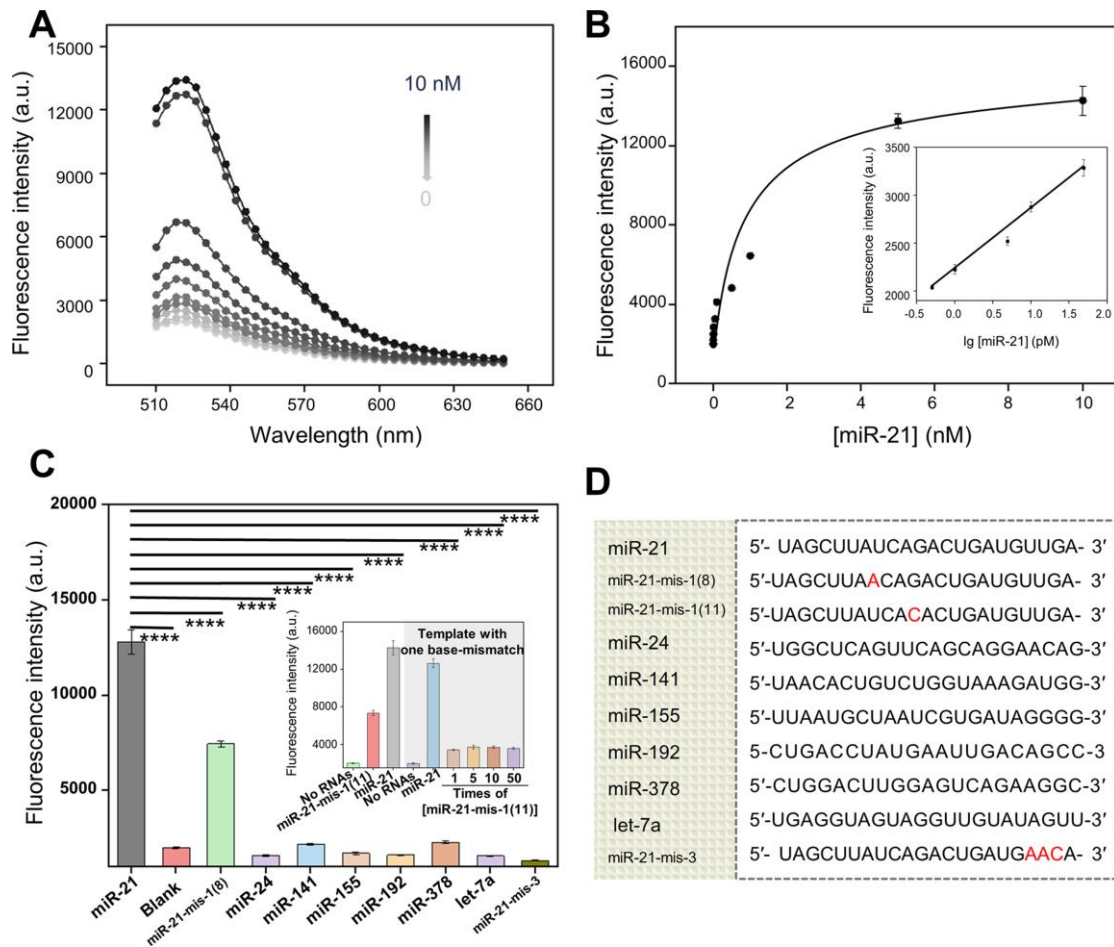 A
15000
12000
9000
6000
3000
0
Fluorescence intensity (a.u.)
10 nM
0
510 540 570 600 630 660
Wavelength (nm)
B
16000
12000
8000
4000
0
Fluorescence intensity (a.u.)
0 2 4 6 8 10
[miR-21] (nM)
3500
3000
2500
2000
Fluorescence intensity (a.u.)
-0.5 0.0 0.5 1.0 1.5 2.0
lg [miR-21] (pM)
C
20000
15000
10000
5000
Fluorescence intensity (a.u.)
****
****
****
****
****
****
****
****
****
miR-21 Blank miR-21-mis-1(8) miR-24 miR-141 miR-155 miR-192 miR-378 let-7a miR-21-mis-3
16000
12000
8000
4000
Fluorescence intensity (a.u.)
Template with
one base-mismatch
No RNAs miR-21-mis-1(11) miR-21 No RNAs miR-21 1 5 10 50
Times of
[miR-21-mis-1(11)]
D
miR-21 5′- UAGCUUAUCAGACUGAUGUUGA- 3′
miR-21-mis-1(8) 5′-UAGCUUAACAGACUGAUGUUGA- 3′
miR-21-mis-1(11) 5′-UAGCUUAUCACACUGAUGUUGA- 3′
miR-24 5′-UGGCUCAGUUCAGCAGGAACAG-3′
miR-141 5′-UAACACUGUCUGGUAAAGAUGG-3′
miR-155 5′-UUAAUGCUAAUCGUGAUAGGGG-3′
miR-192 5-CUGACCUAUGAAUUGACAGCC-3
miR-378 5′-CUGGACUUGGAGUCAGAAGGC-3′
let-7a 5′-UGAGGUAGUAGGUUGUAUAGUU-3′
miR-21-mis-3 5′- UAGCUUAUCAGACUGAUGAACA- 3′